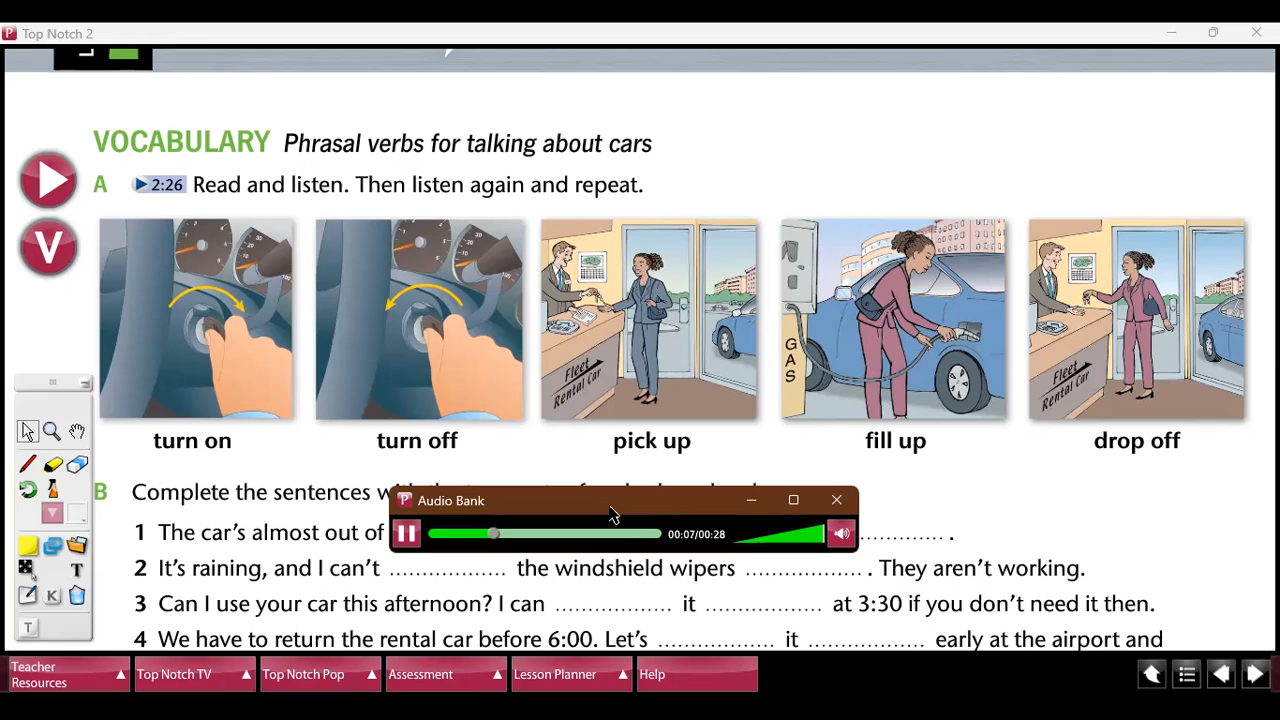 Top Notch 2
VOCABULARY Phrasal verbs for talking about cars
A 2:26 Read and listen. Then listen again and repeat.
V
GAS
Fleet
Rental Car
Fleet
Rental Car
turn on turn off pick up fill up drop off
B Complete the sentences
Audio Bank
1 The car's almost out of .
00:07/00:28
2 It's raining, and I can't .................. the windshield wipers .................. . They aren't working.
3 Can I use your car this afternoon? I can .................. it .................. at 3:30 if you don't need it then.
4 We have to return the rental car before 6:00. Let's .................. it .................. early at the airport and
T
K
T
Teacher
Resources
Top Notch TV
Top Notch Pop
Assessment
Lesson Planner
Help